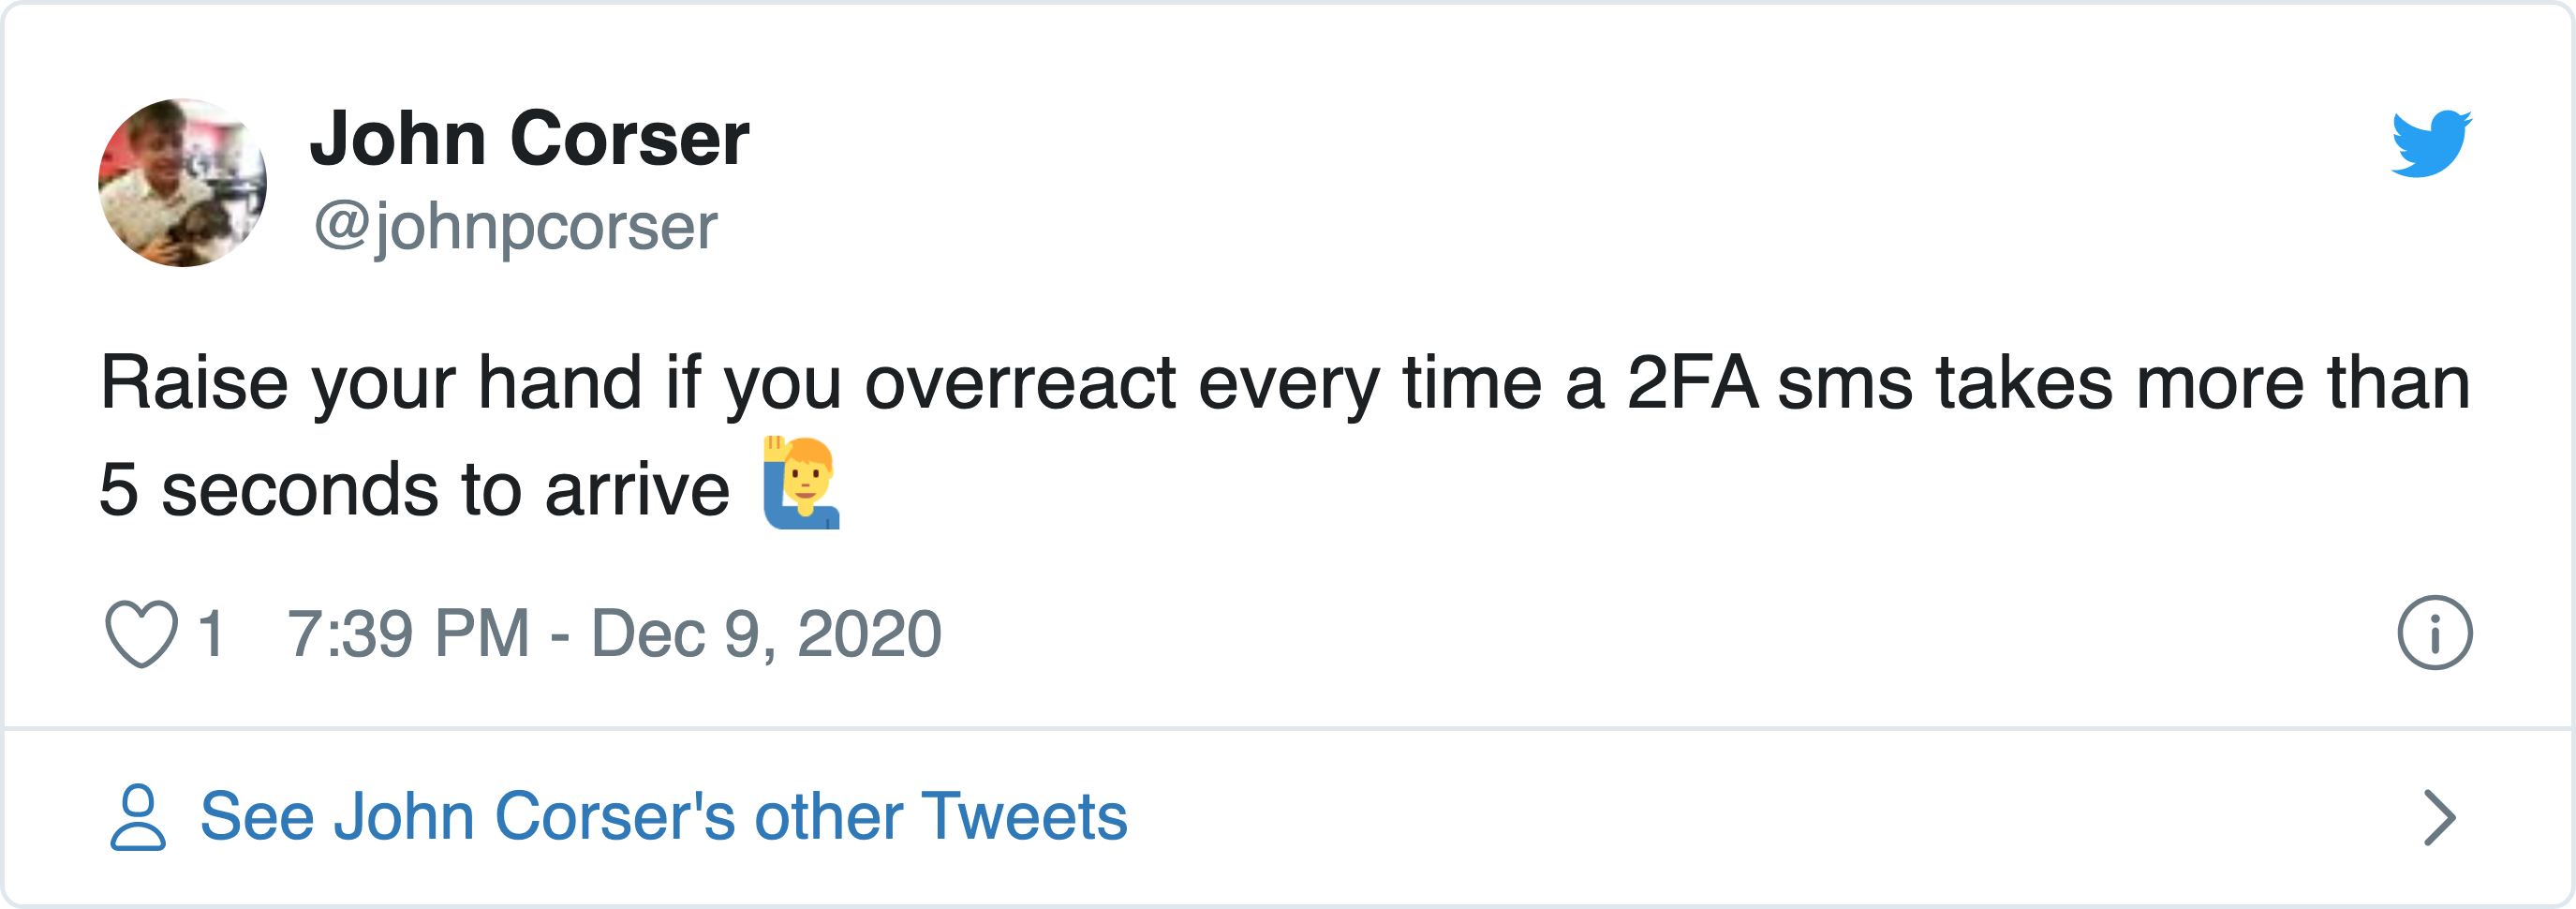 John Corser
@johnpcorser
Raise your hand if you overreact every time a 2FA sms takes more than
5 seconds to arrive 🙋‍♂️
1 7:39 PM - Dec 9, 2020
See John Corser's other Tweets